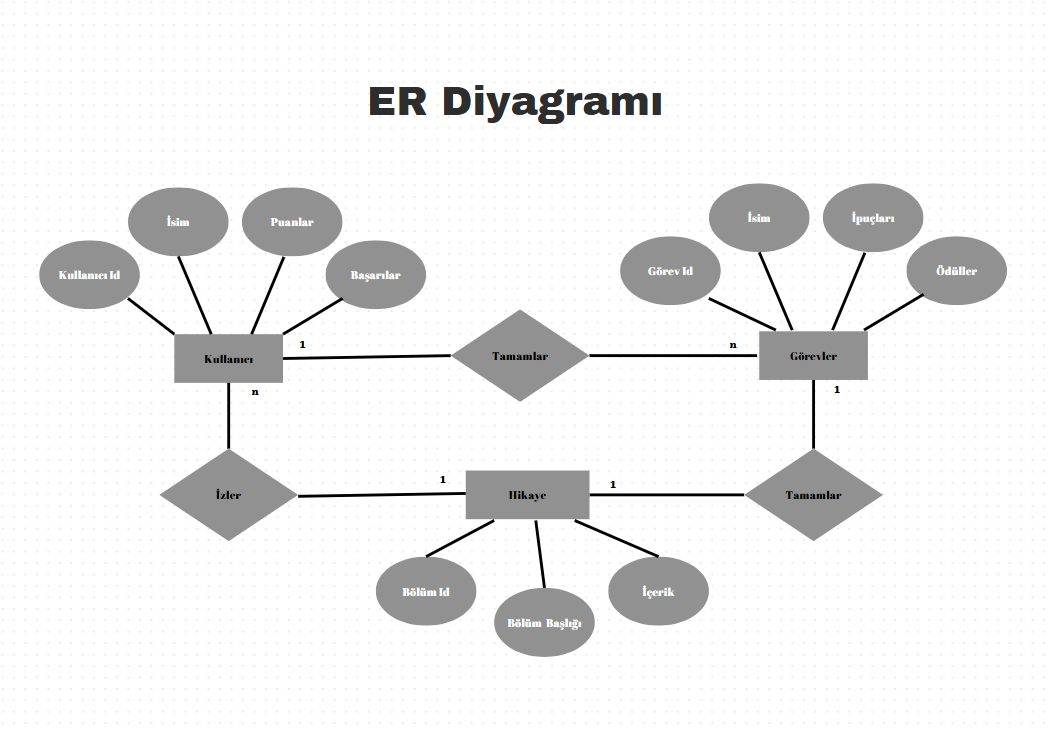 ER Diyagramı
İsim
Puanlar
Kullanıcı Id
Başarılar
İsim
İpuçları
Görev Id
Ödüller
Kullanıcı
1
Tamamlar
n
Görevler
n
1
İzler
1
Hikaye
1
Tamamlar
Bölüm Id
Bölüm Başlığı
İçerik